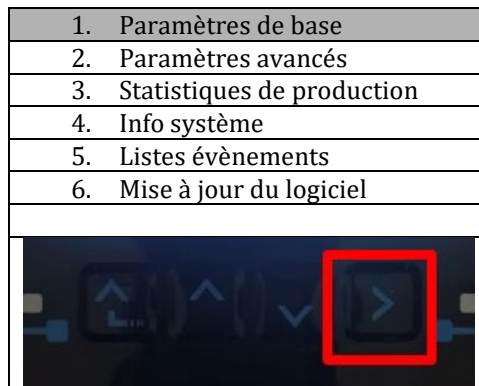 1. Paramètres de base
2. Paramètres avancés
3. Statistiques de production
4. Info système
5. Listes évènements
6. Mise à jour du logiciel